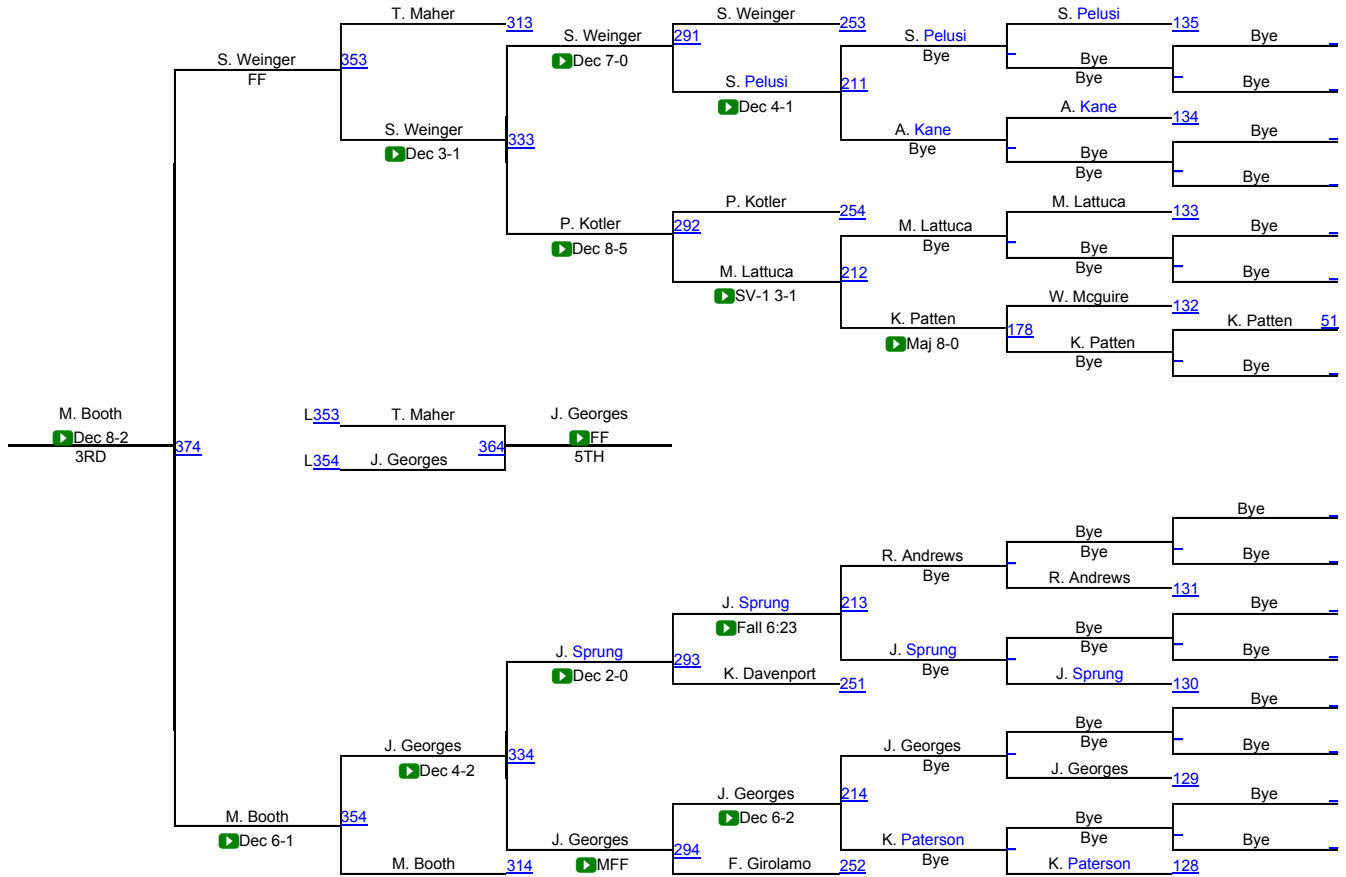 T. Maher 313
S. Weinger 253
S. Pelusi 135
S. Weinger 291
S. Pelusi
Bye
Bye
S. Weinger 353
FF
Dec 7-0
Bye
Bye
Bye
S. Pelusi 211
Dec 4-1
A. Kane 134
S. Weinger 333
Dec 3-1
A. Kane
Bye
Bye
Bye
Bye
Bye
P. Kotler 254
M. Lattuca 133
P. Kotler 292
Dec 8-5
M. Lattuca
Bye
Bye
Bye
Bye
Bye
M. Lattuca 212
SV-1 3-1
W. Mcguire 132
K. Patten 178
Maj 8-0
K. Patten 51
K. Patten
Bye
Bye
M. Booth
Dec 8-2
3RD
374
L353 T. Maher
J. Georges
FF
5TH
364
L354 J. Georges
Bye
Bye
Bye
Bye
R. Andrews
Bye
R. Andrews 131
J. Sprung 213
Fall 6:23
Bye
Bye
Bye
Bye
J. Sprung 293
Dec 2-0
J. Sprung
Bye
K. Davenport 251
J. Sprung 130
Bye
Bye
Bye
Bye
J. Georges 334
Dec 4-2
J. Georges
Bye
J. Georges 129
J. Georges 214
Dec 6-2
Bye
Bye
Bye
Bye
M. Booth 354
Dec 6-1
J. Georges 294
MFF
K. Paterson
Bye
M. Booth 314
F. Girolamo 252
K. Paterson 128